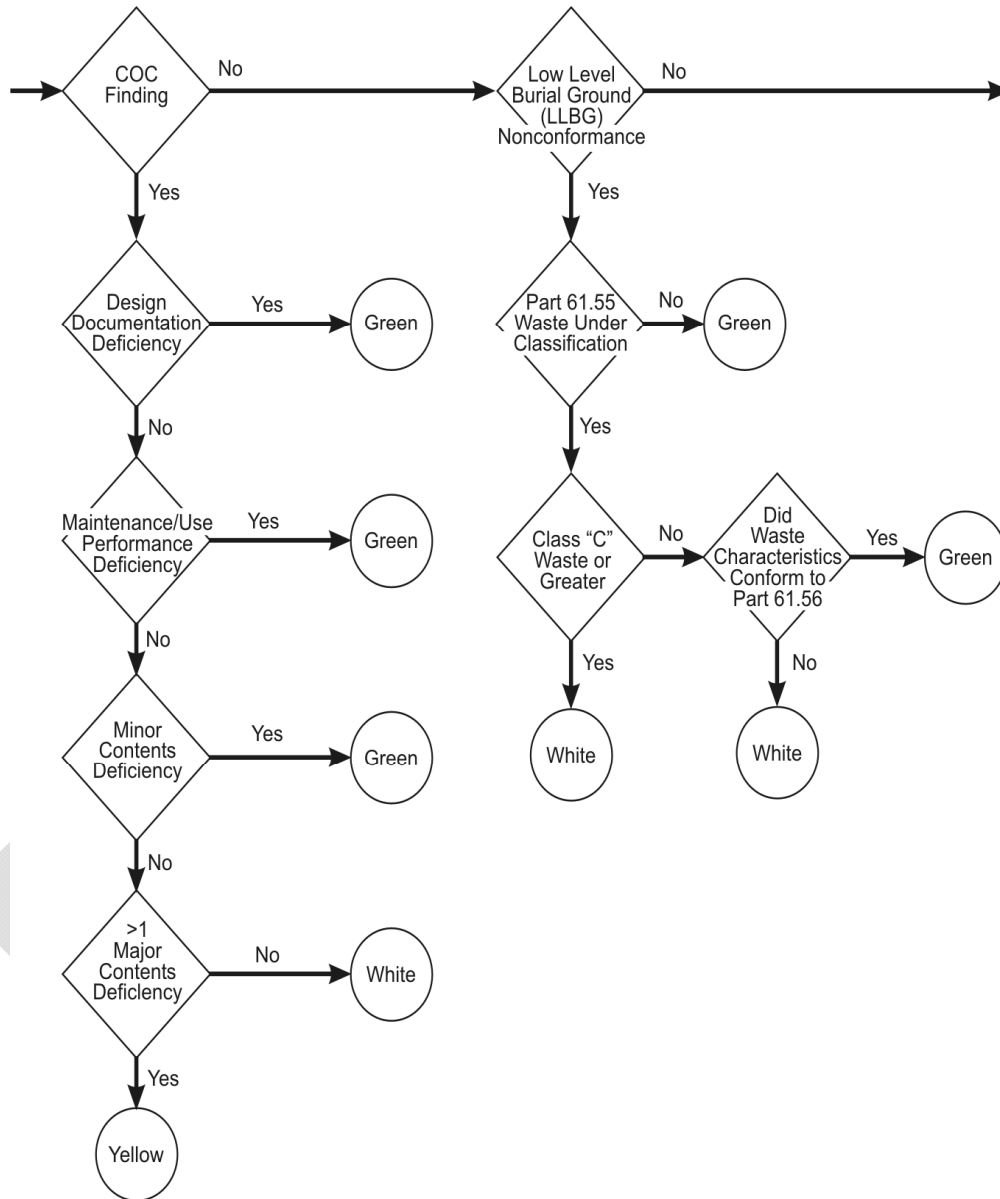 COC
Finding
No
Yes
Design
Documentation
Deficiency
Yes
Green
No
Maintenance/Use
Performance
Deficiency
Yes
Green
No
Minor
Contents
Deficiency
Yes
Green
No
>1
Major
Contents
Deficlency
No
White
Yes
Yellow
Low Level
Burial Ground
(LLBG)
Nonconformance
No
Yes
Part 61.55
Waste Under
Classification
No
Green
Yes
Class “C”
Waste or
Greater
No
Yes
White
Did
Waste
Characteristics
Conform to
Part 61.56
Yes
Green
No
White